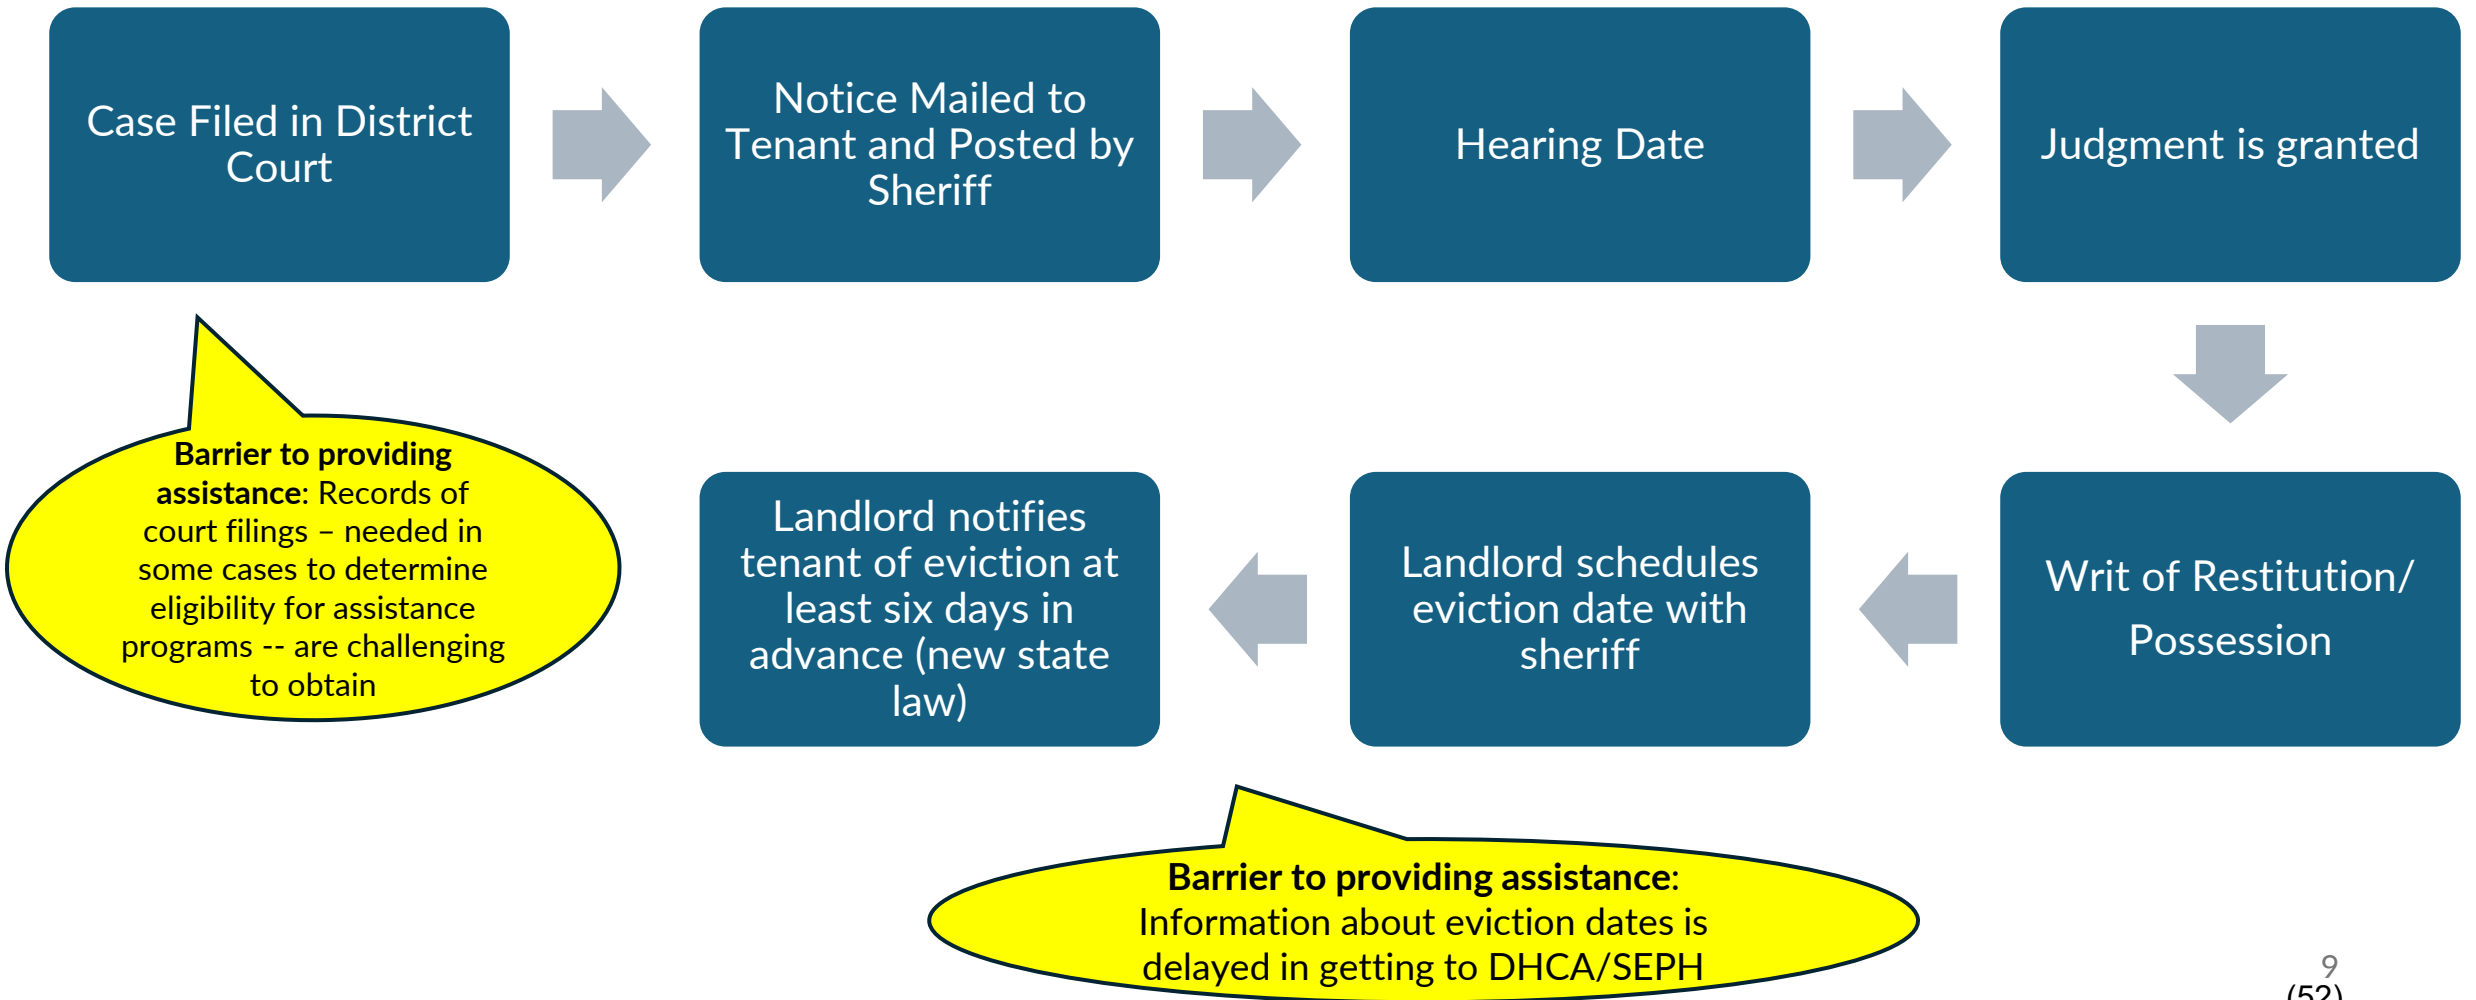 Case Filed in District
Court
Notice Mailed to
Tenant and Posted by
Sheriff
Hearing Date
Judgment is granted
Writ of Restitution/
Possession
Landlord schedules
eviction date with
sheriff
Landlord notifies
tenant of eviction at
least six days in
advance (new state
law)
Barrier to providing
assistance: Records of
court filings – needed in
some cases to determine
eligibility for assistance
programs -- are challenging
to obtain
Barrier to providing assistance:
Information about eviction dates is
delayed in getting to DHCA/SEPH
9
(52)